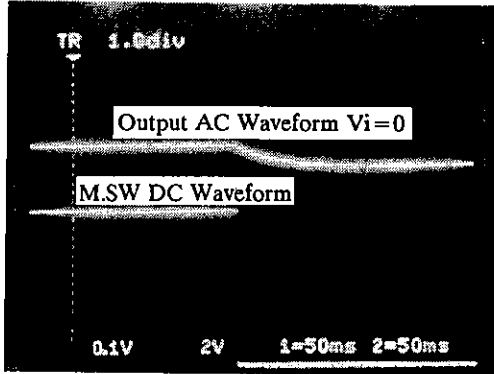 TR 1.0div
Output AC Waveform Vi=0
M.SW DC Waveform
0.1V 2V 1=50ms 2=50ms